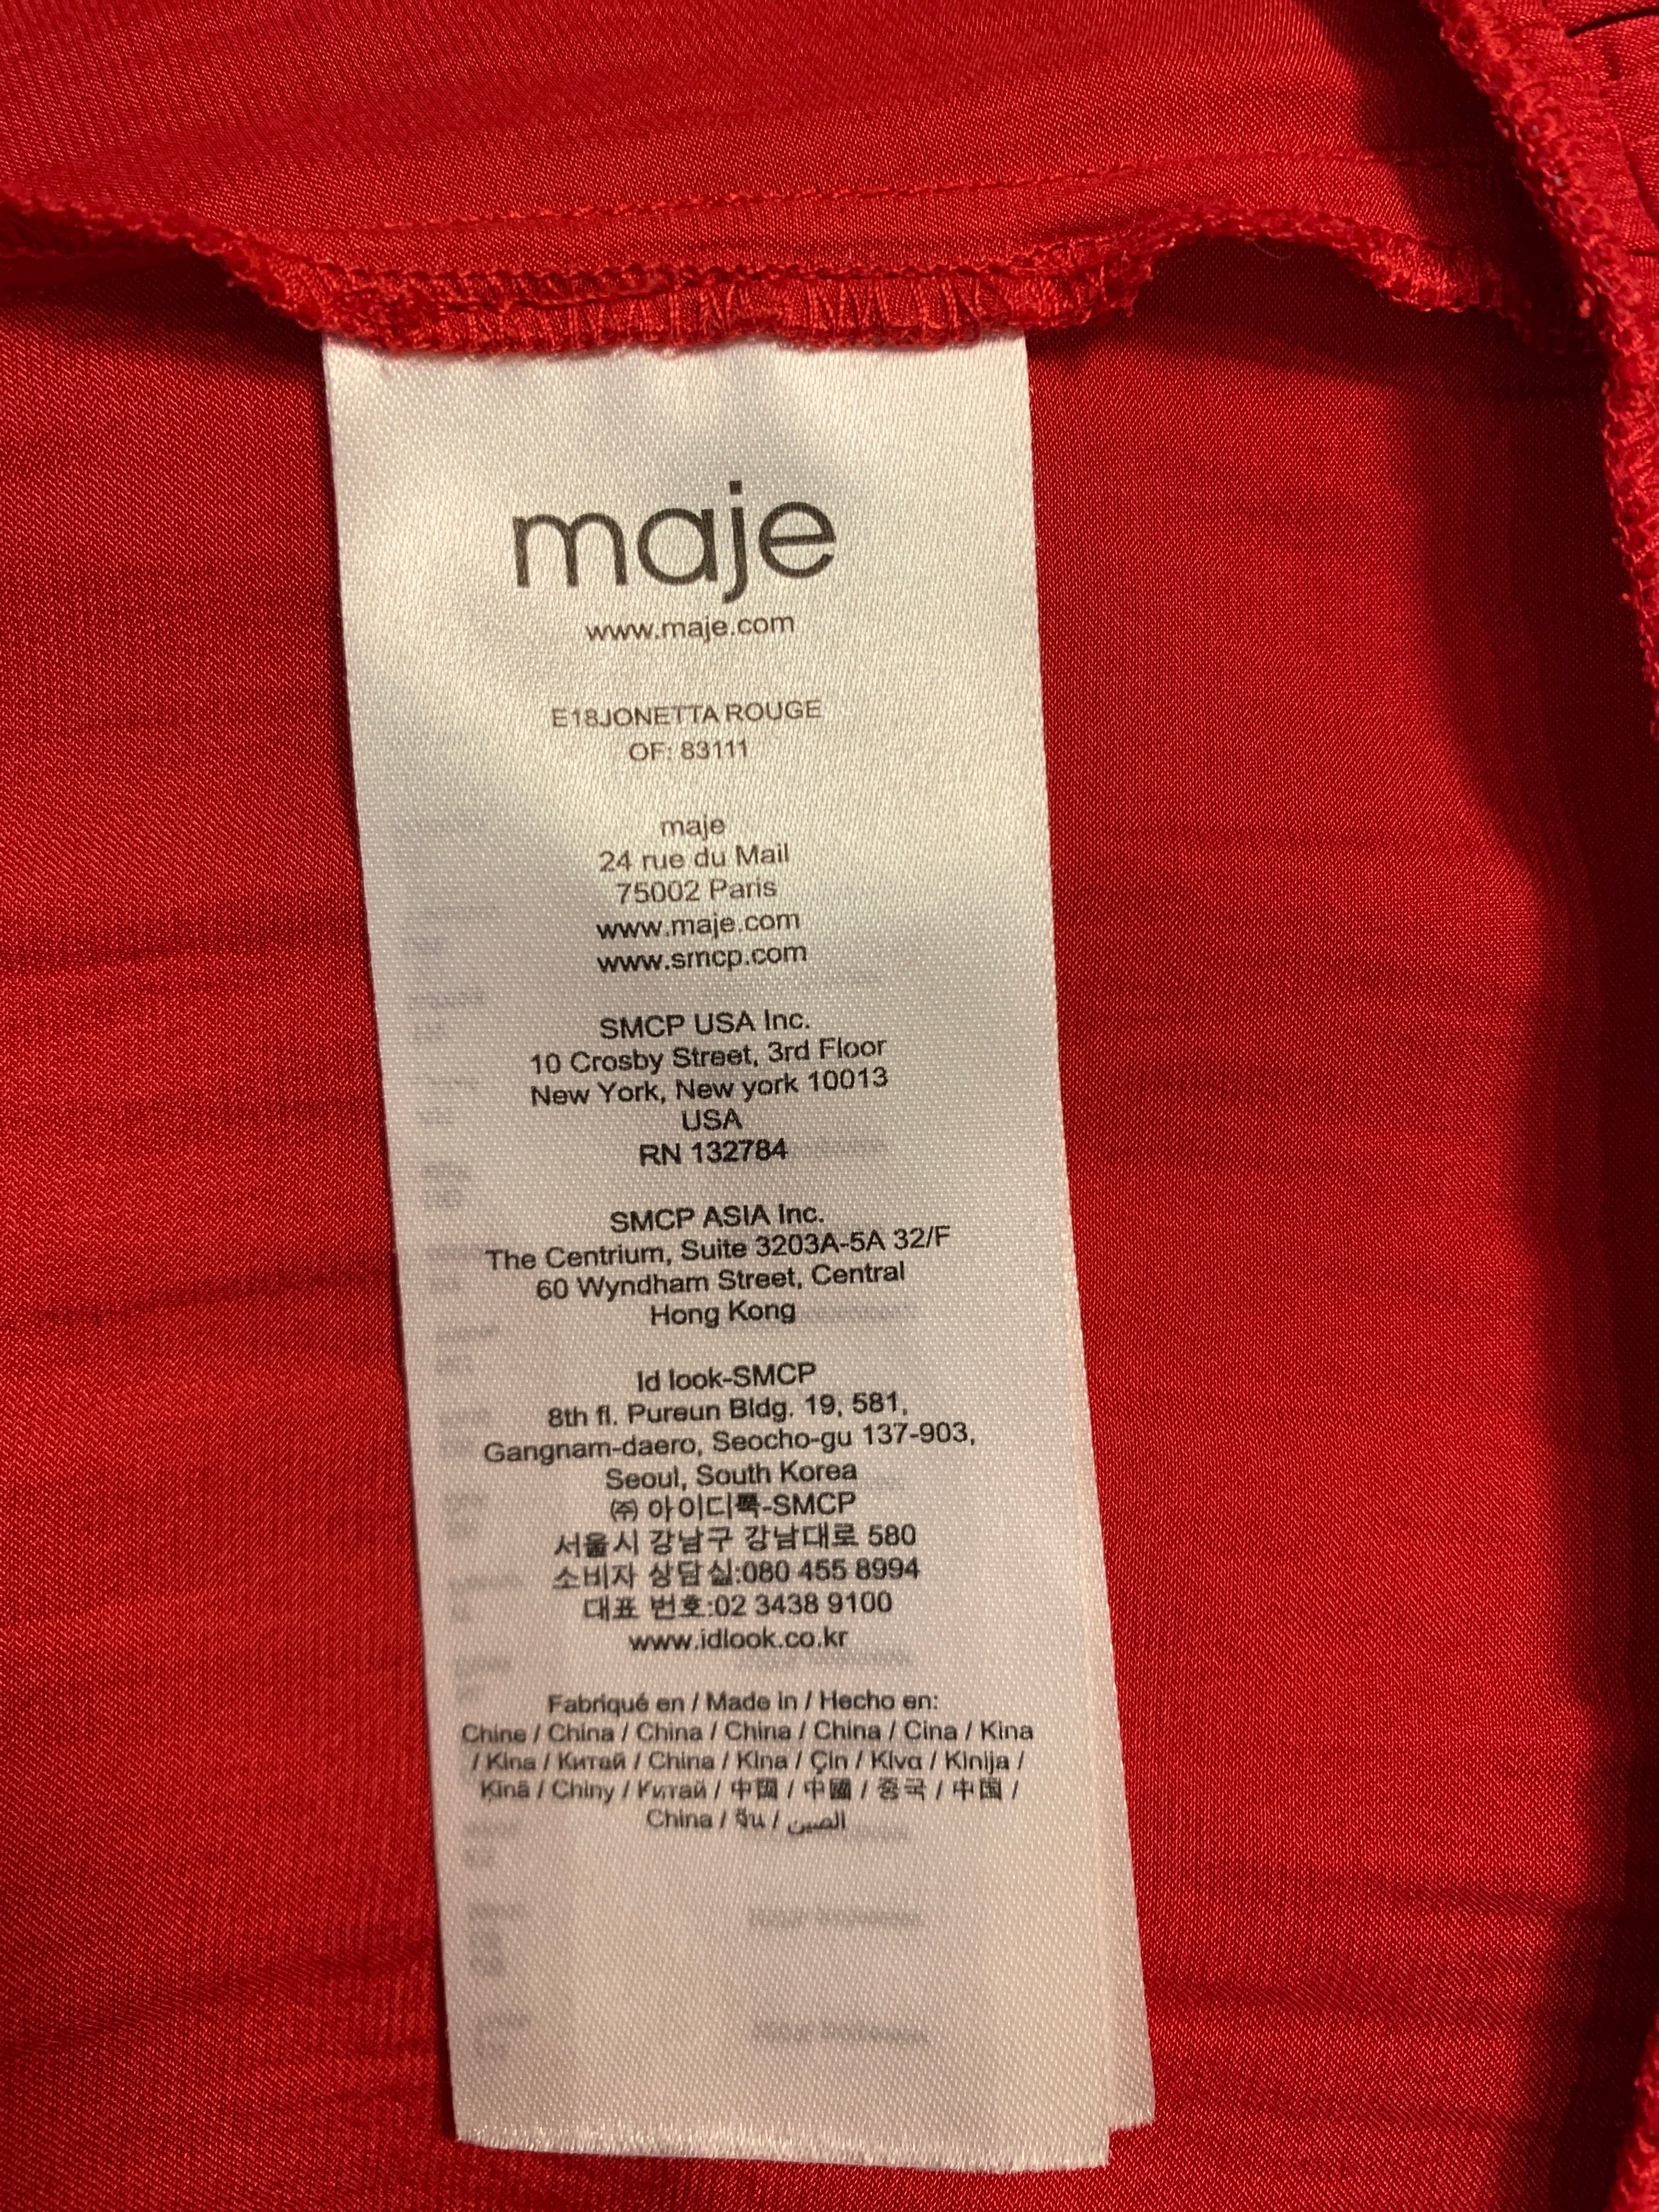 maje
www.maje.com
E18JONETTA ROUGE
OF: 83111
maje
24 rue du Mail
75002 Paris
www.maje.com
www.smcp.com
SMCP USA Inc.
10 Crosby Street, 3rd Floor
New York, New york 10013
USA
RN 132784
SMCP ASIA Inc.
The Centrium, Suite 3203A-5A 32/F
60 Wyndham Street, Central
Hong Kong
Id look-SMCP
8th fl. Pureun Bldg. 19, 581,
Gangnam-daero, Seocho-gu 137-903,
Seoul, South Korea
㈜ 아이디룩-SMCP
서울시 강남구 강남대로 580
소비자 상담실:080 455 8994
대표 번호:02 3438 9100
www.idlook.co.kr
Fabriqué en / Made in / Hecho en:
Chine / China / China / China / China / Cina / Kina
/ Kina / Китай / China / Kina / Çin / Kíva / Kinija /
Kīnā / Chiny / Китай / 中国 / 中國 / 중국 / 中国 /
China / จีน / الصين